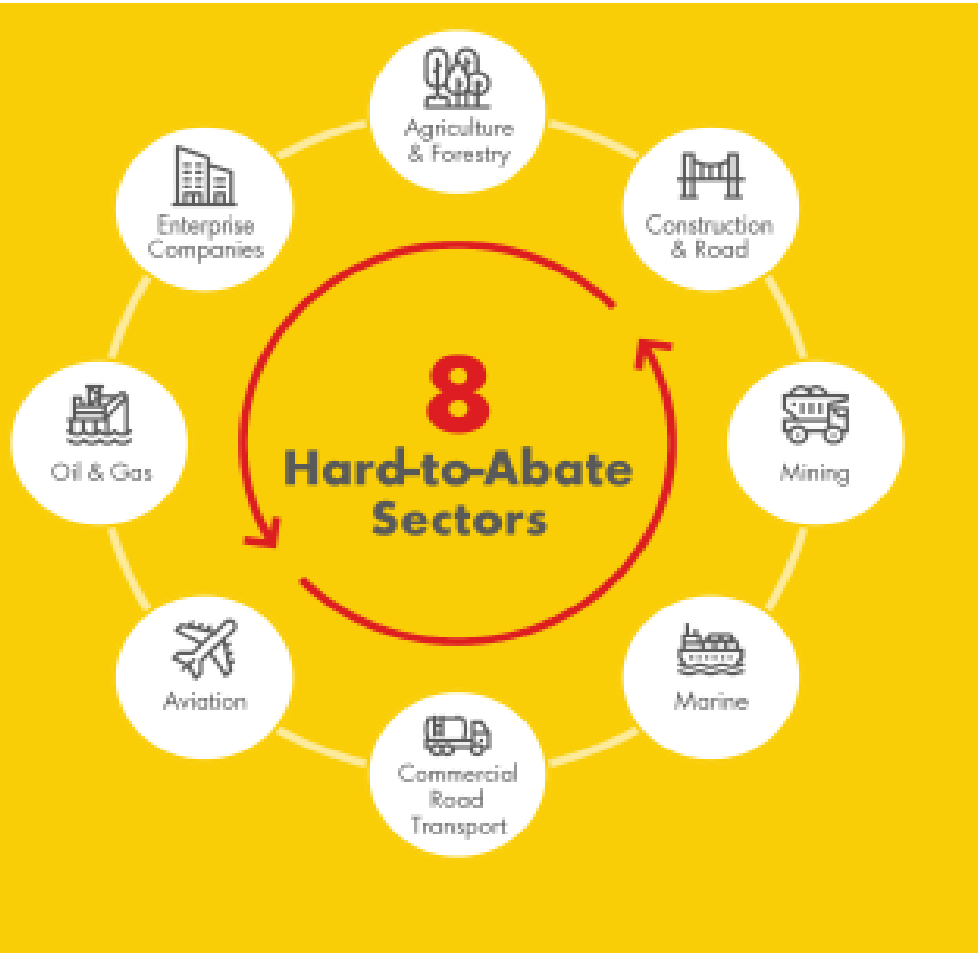 Agriculture
& Forestry
Enterprise
Companies
Construction
& Road
8
Hard-to-Abate
Sectors
Oil & Gas
Mining
Aviation
Marine
Commercial
Road
Transport